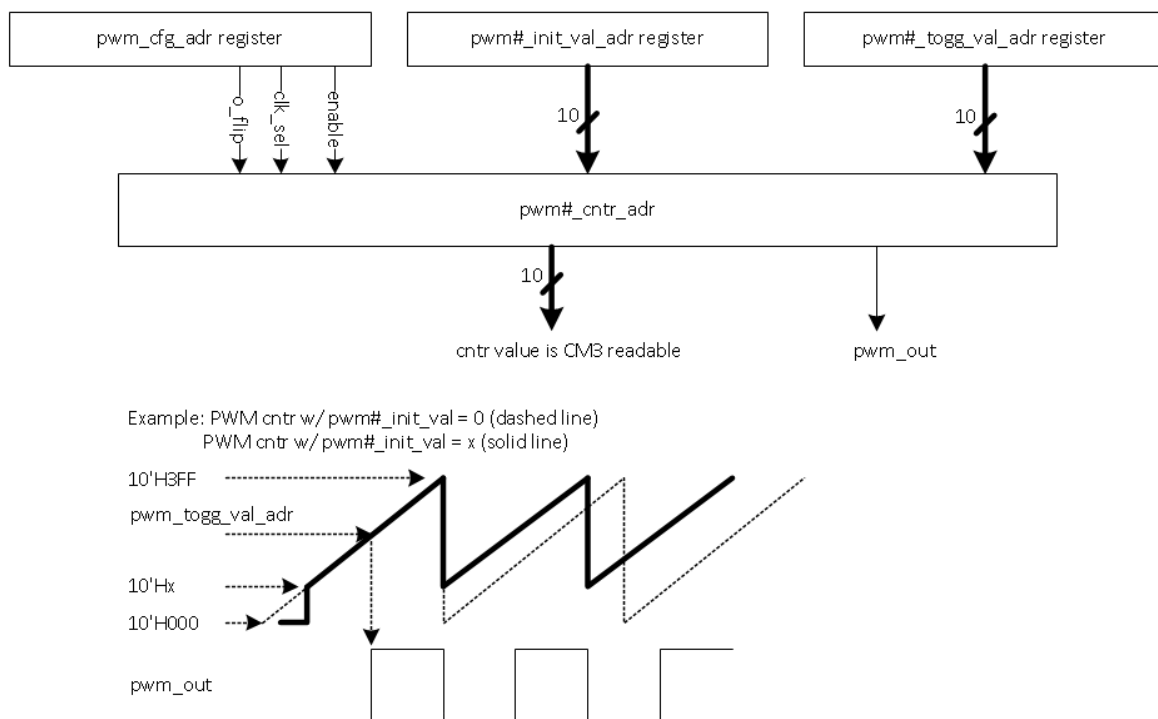 pwm_cfg_adr register
pwm#_init_val_adr register
pwm#_togg_val_adr register
o_flip
clk_sel
enable
10
10
pwm#_cntr_adr
10
cntr value is CM3 readable
pwm_out
Example: PWM cntr w/ pwm#_init_val = 0 (dashed line)
PWM cntr w/ pwm#_init_val = x (solid line)
10'H3FF
pwm_togg_val_adr
10'Hx
10'H000
pwm_out